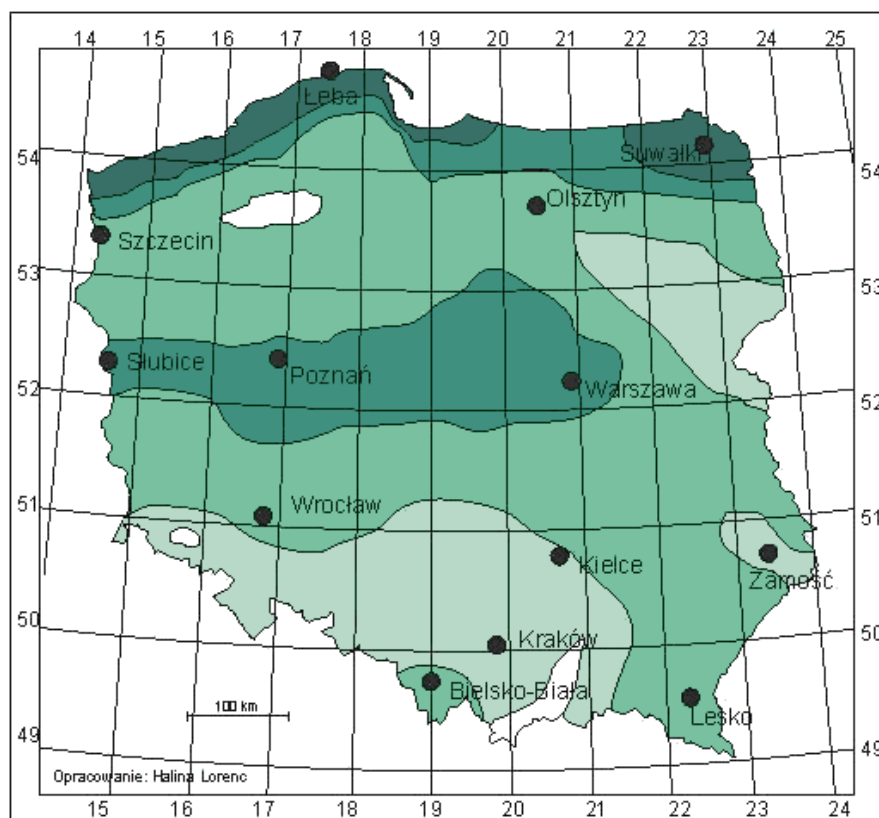 14 15 16 17 18 19 20 21 22 23 24 25
Łeba
54 Suwałki 54
Olsztyn
Szczecin
53 53
Słubice Poznań Warszawa
52 52
Wrocław
51 51
Kielce Zamość
50 Kraków 50
Bielsko-Biała
100 km Lesko
49 49
Opracowanie: Halina Lorenc
15 16 17 18 19 20 21 22 23 24